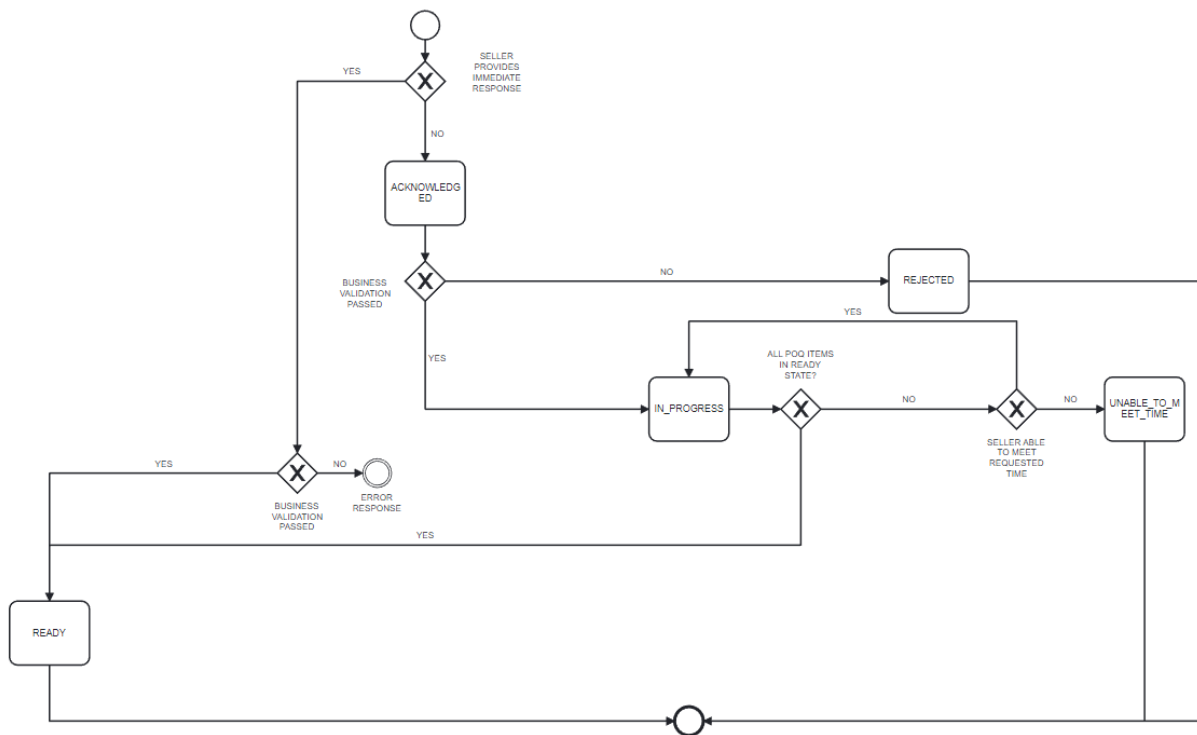 SELLER
PROVIDES
IMMEDIATE
RESPONSE
YES
NO
ACKNOWLEDG
ED
BUSINESS
VALIDATION
PASSED
NO
REJECTED
YES
YES
ALL POQ ITEMS
IN READY
STATE?
IN_PROGRESS
NO
NO
UNABLE_TO_M
EET_TIME
SELLER ABLE
TO MEET
REQUESTED
TIME
YES
NO
ERROR
RESPONSE
BUSINESS
VALIDATION
PASSED
YES
READY